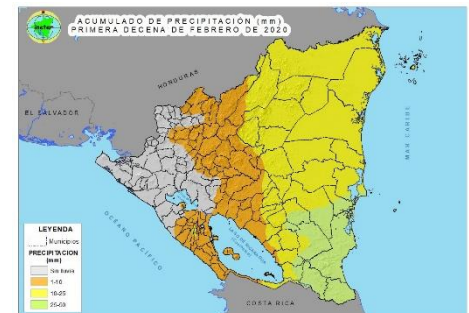 ACUMULADO DE PRECIPITACIÓN (mm)
PRIMERA DECENA DE FEBRERO DE 2020
HONDURAS
EL SALVADOR
MAR CARIBE
OCEANO PACIFICO
LEYENDA
Municipios
PRECIPITACION
(mm)
Sin lluvia
1-10
10-25
25-50
COSTA RICA